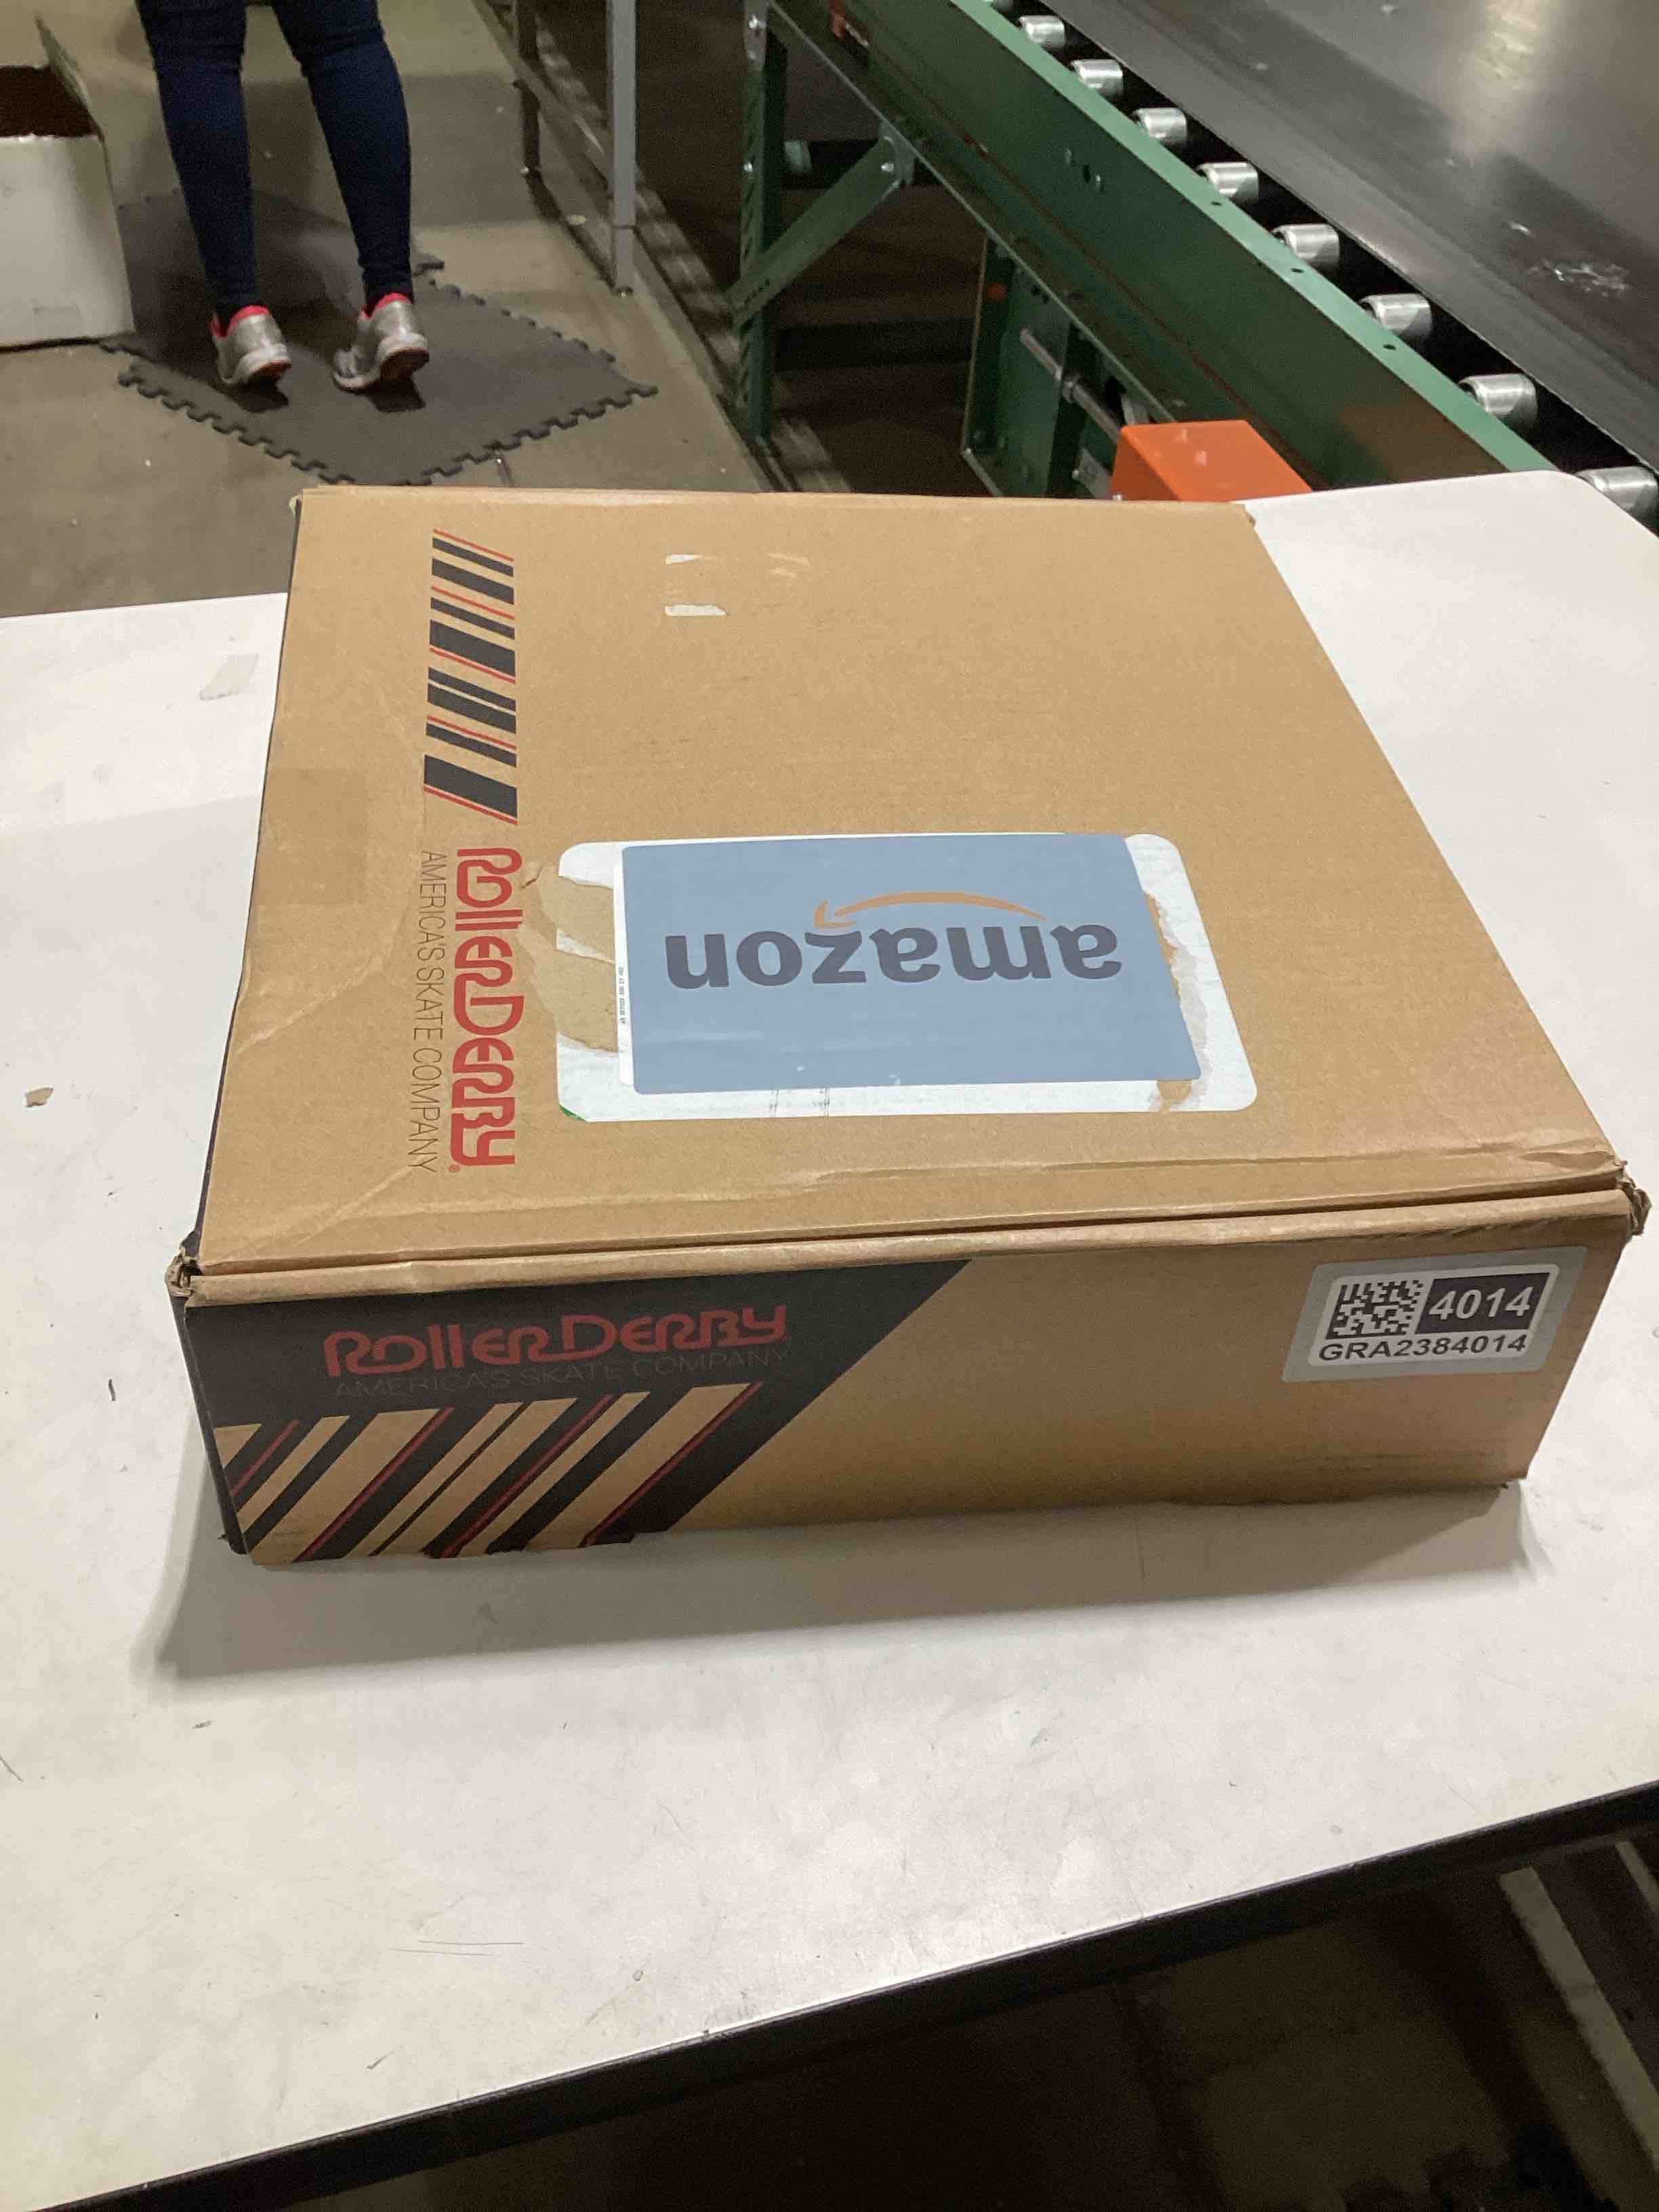 RollerDerby
AMERICA'S SKATE COMPANY
amazon
RollerDerby
AMERICA'S SKATE COMPANY
4014
GRA2384014